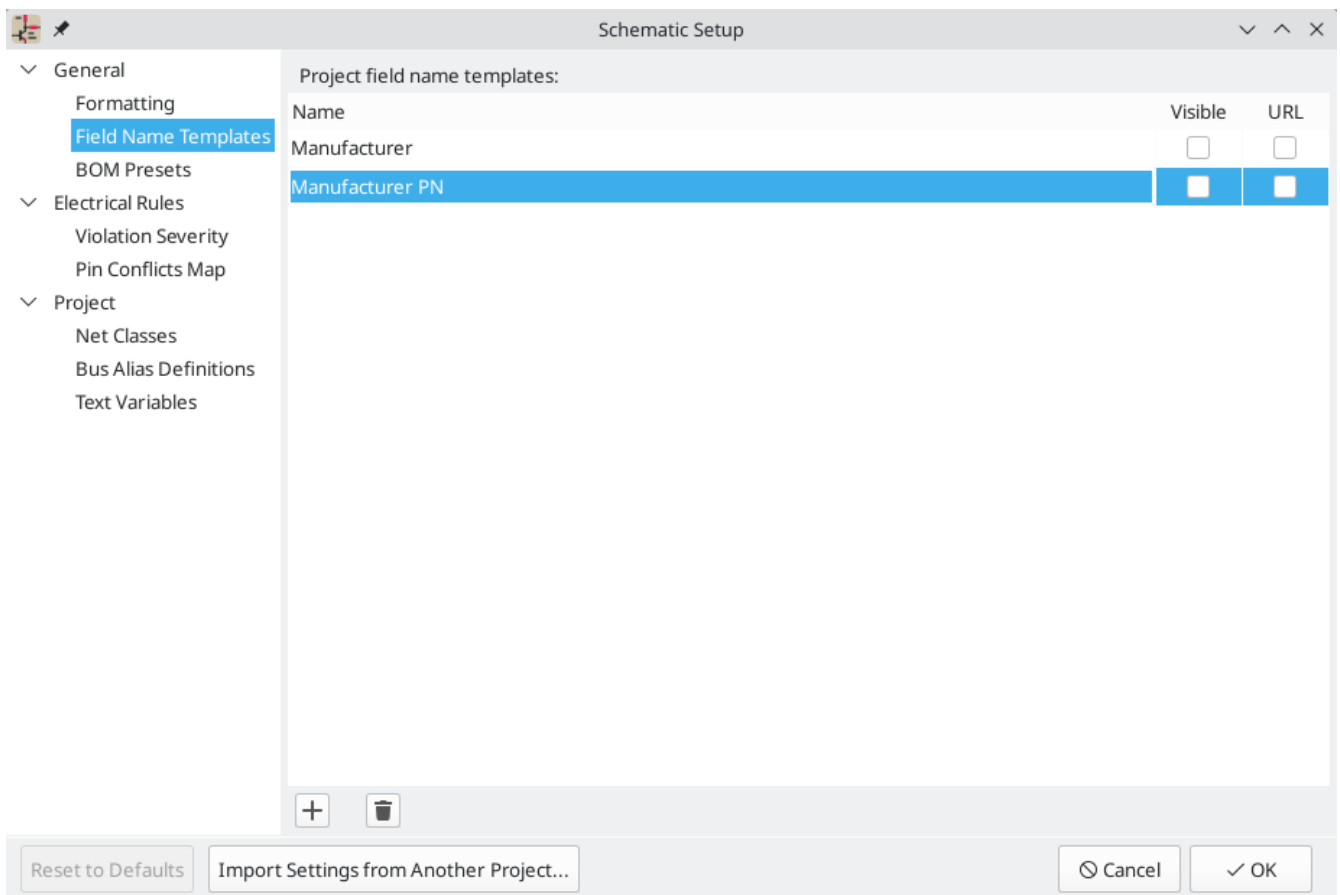 Schematic Setup
General
Formatting
Field Name Templates
BOM Presets
Electrical Rules
Violation Severity
Pin Conflicts Map
Project
Net Classes
Bus Alias Definitions
Text Variables
Project field name templates:
Name Visible URL
Manufacturer
Manufacturer PN
Reset to Defaults Import Settings from Another Project... Cancel OK